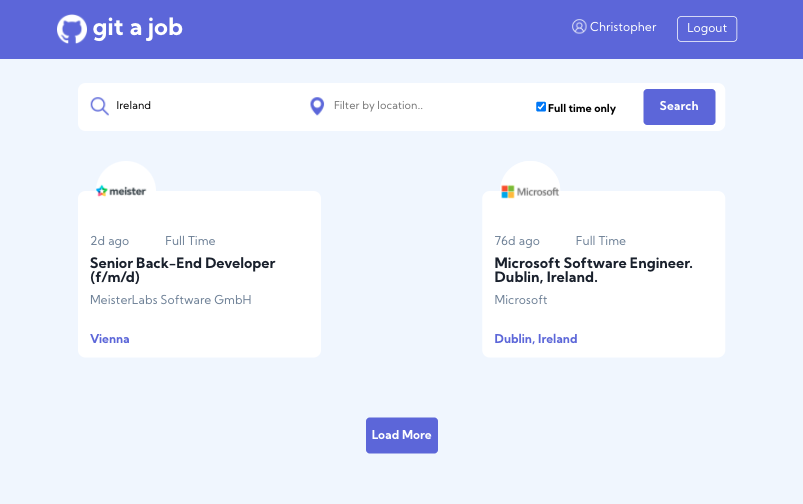 git a job
Christopher
Logout
Ireland
Filter by location..
Full time only
Search
meister
2d ago
Full Time
Senior Back-End Developer
(f/m/d)
MeisterLabs Software GmbH
Vienna
Microsoft
76d ago
Full Time
Microsoft Software Engineer.
Dublin, Ireland.
Microsoft
Dublin, Ireland
Load More